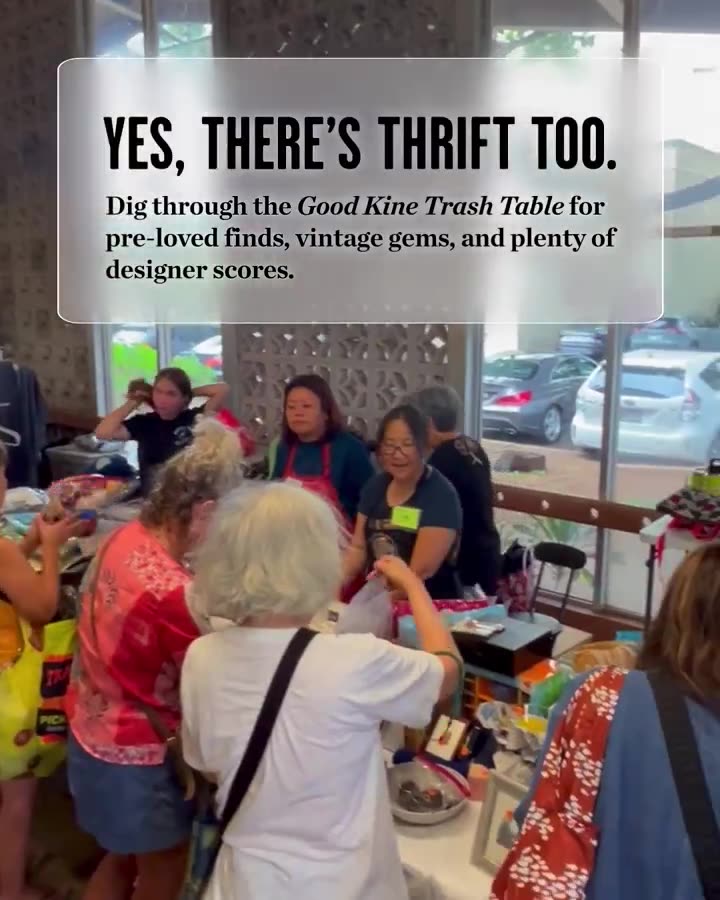 YES, THERE'S THRIFT TOO.
Dig through the Good Kine Trash Table for
pre-loved finds, vintage gems, and plenty of
designer scores.